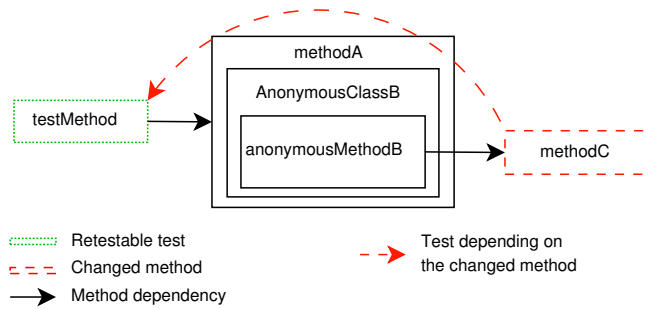 methodA
AnonymousClassB
testMethod
anonymousMethodB
methodC
Retestable test
Changed method
Method dependency
Test depending on
the changed method